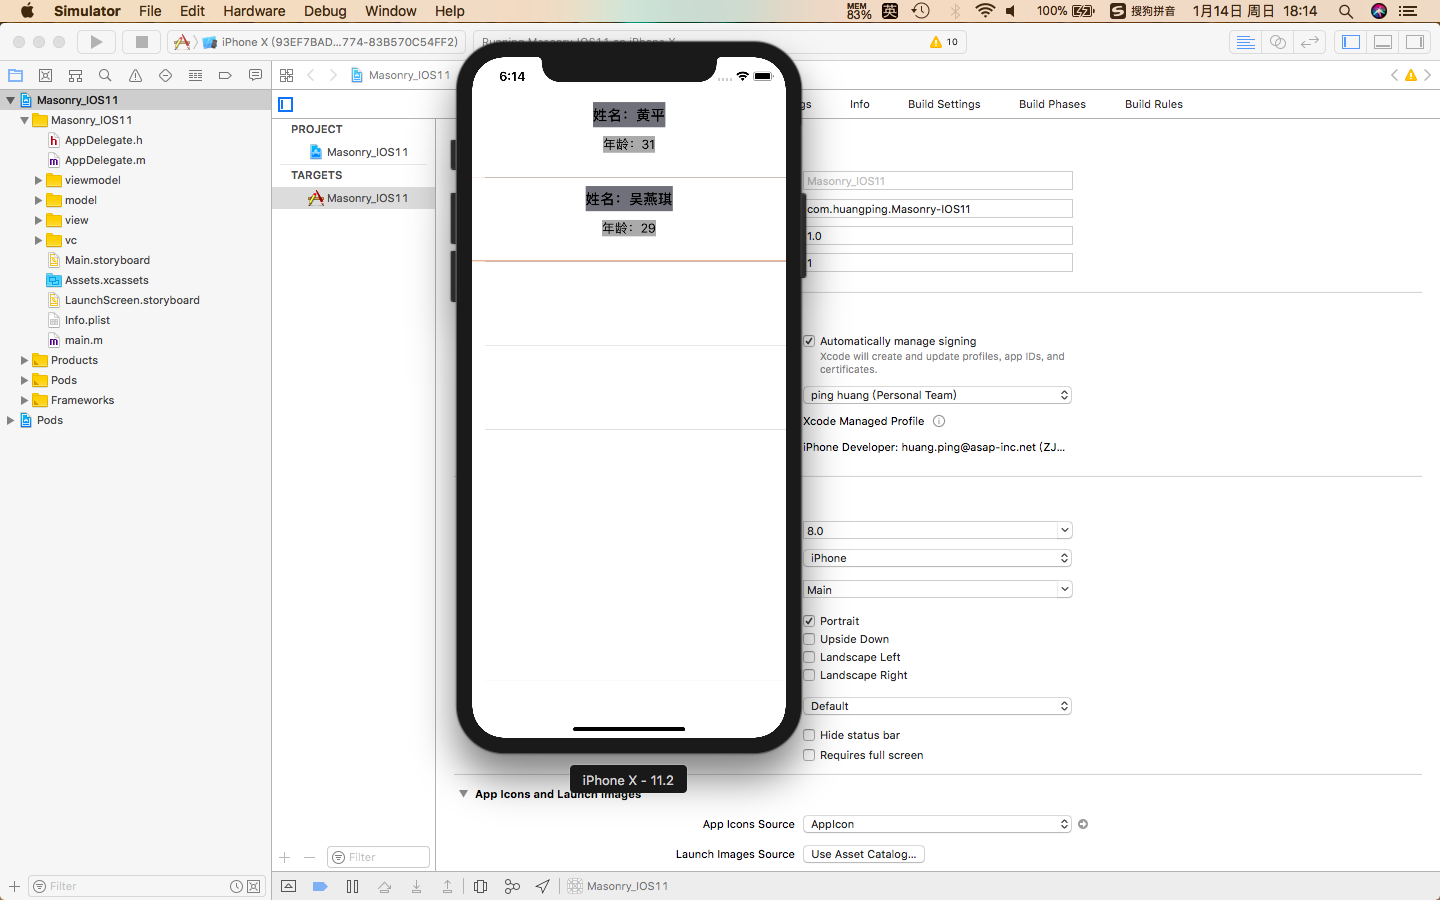 Simulator File Edit Hardware Debug Window Help MEM 83% 英 100% S 搜狗拼音 1月14日 周日 18:14
iPhone X (93EF7BAD...774-83B570C54FF2)
10
Masonry_IOS11
gs Info Build Settings Build Phases Build Rules
Masonry_IOS11
Masonry_IOS11
AppDelegate.h
AppDelegate.m
viewmodel
model
view
vc
Main.storyboard
Assets.xcassets
LaunchScreen.storyboard
Info.plist
main.m
Products
Pods
Frameworks
Pods
Filter
PROJECT
Masonry_IOS11
TARGETS
Masonry_IOS11
Filter
6:14
姓名：黄平
年龄：31
姓名：吴燕琪
年龄：29
iPhone X - 11.2
Masonry_IOS11
com.huangping.Masonry-IOS11
1.0
1
Automatically manage signing
Xcode will create and update profiles, app IDs, and
certificates.
ping huang (Personal Team)
Xcode Managed Profile
iPhone Developer: huang.ping@asap-inc.net (ZJ...
8.0
iPhone
Main
Portrait
Upside Down
Landscape Left
Landscape Right
Default
Hide status bar
Requires full screen
App Icons and Launch Images
App Icons Source AppIcon
Launch Images Source Use Asset Catalog...
Masonry_IOS11